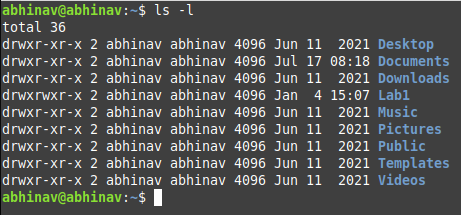 abhinav@abhinav:~$ ls -l
total 36
drwxr-xr-x 2 abhinav abhinav 4096 Jun 11  2021 Desktop
drwxr-xr-x 2 abhinav abhinav 4096 Jul 17 08:18 Documents
drwxr-xr-x 2 abhinav abhinav 4096 Jun 11  2021 Downloads
drwxrwxr-x 2 abhinav abhinav 4096 Jan  4 15:07 Lab1
drwxr-xr-x 2 abhinav abhinav 4096 Jun 11  2021 Music
drwxr-xr-x 2 abhinav abhinav 4096 Jun 11  2021 Pictures
drwxr-xr-x 2 abhinav abhinav 4096 Jun 11  2021 Public
drwxr-xr-x 2 abhinav abhinav 4096 Jun 11  2021 Templates
drwxr-xr-x 2 abhinav abhinav 4096 Jun 11  2021 Videos
abhinav@abhinav:~$